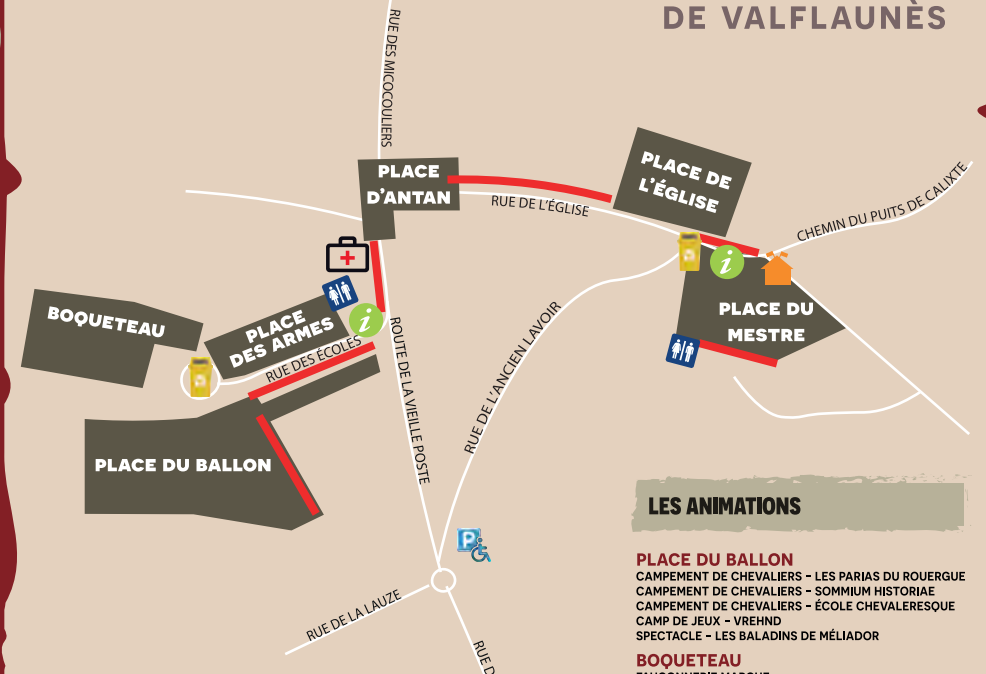 DE VALFLAUNÈS
RUE DES MICOCOULIERS
PLACE
D'ANTAN
PLACE DE
L'ÉGLISE
RUE DE L'ÉGLISE
CHEMIN DU PUITS DE CALIXTE
i
i
PLACE DU
MESTRE
BOQUETEAU
PLACE
DES ARMES
RUE DES ÉCOLES
ROUTE DE LA VIEILLE POSTE
RUE DE L'ANCIEN LAVOIR
PLACE DU BALLON
P
RUE DE LA LAUZE
RUE D
LES ANIMATIONS
PLACE DU BALLON
CAMPEMENT DE CHEVALIERS - LES PARIAS DU ROUERGUE
CAMPEMENT DE CHEVALIERS - SOMMIUM HISTORIAE
CAMPEMENT DE CHEVALIERS - ÉCOLE CHEVALERESQUE
CAMP DE JEUX - VREHND
SPECTACLE - LES BALADINS DE MÉLIADOR
BOQUETEAU